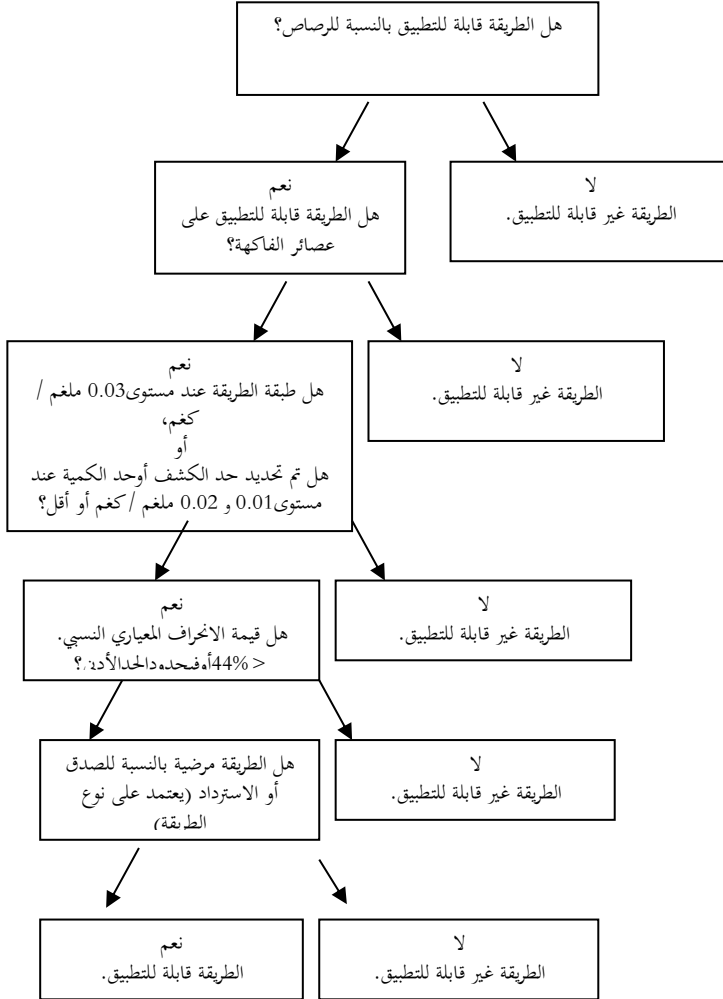 هل الطريقة قابلة للتطبيق بالنسبة للرصاص؟
نعم
هل الطريقة قابلة للتطبيق على
عصائر الفاكهة؟
لا
الطريقة غير قابلة للتطبيق.
نعم
هل طبقة الطريقة عند مستوى0.03 ملغم /
كغم،
أو
هل تم تحديد حد الكشف أوحد الكمية عند
مستوى0.01 و 0.02 ملغم /كغم أو أقل؟
لا
الطريقة غير قابلة للتطبيق.
نعم
هل قيمة الانحراف المعياري النسبي.
< 44%أوفيحدودالحدالأدنى؟
لا
الطريقة غير قابلة للتطبيق.
هل الطريقة مرضية بالنسبة للصدق
أو الاسترداد (يعتمد على نوع
الطريقة)
لا
الطريقة غير قابلة للتطبيق.
نعم
الطريقة قابلة للتطبيق.
لا
الطريقة غير قابلة للتطبيق.